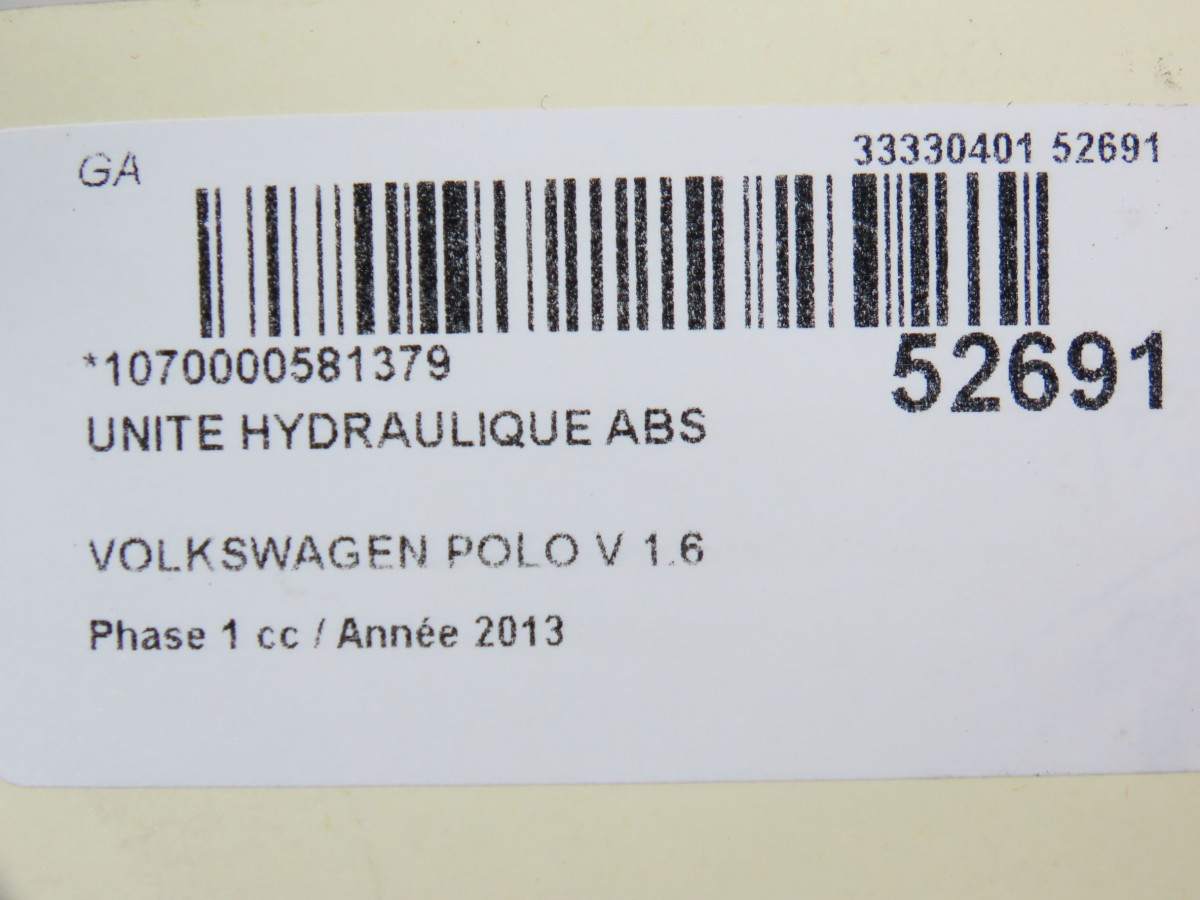 GA
33330401 52691
*1070000581379
52691
UNITE HYDRAULIQUE ABS
VOLKSWAGEN POLO V 1.6
Phase 1 cc / Année 2013